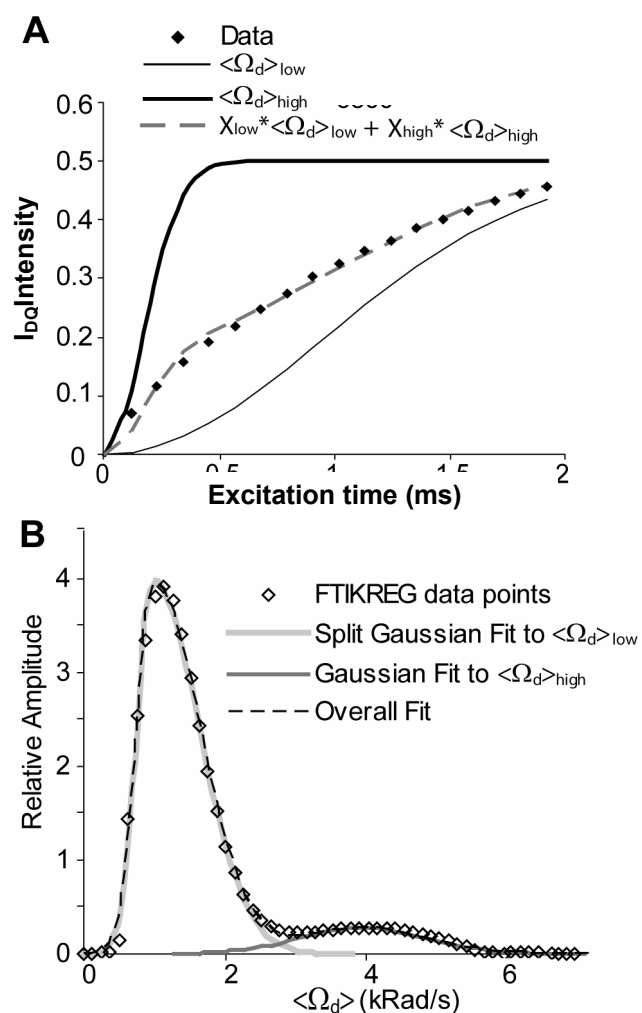 A
Data
<Ωd>low
<Ωd>high
Xlow*<Ωd>low + Xhigh*<Ωd>high
0.6
0.5
0.4
0.3
0.2
0.1
0
IDQIntensity
0
0.5
1
1.5
2
Excitation time (ms)
B
4
3
2
1
0
Relative Amplitude
FTIKREG data points
Split Gaussian Fit to <Ωd>low
Gaussian Fit to <Ωd>high
Overall Fit
0
2
4
6
<Ωd> (kRad/s)